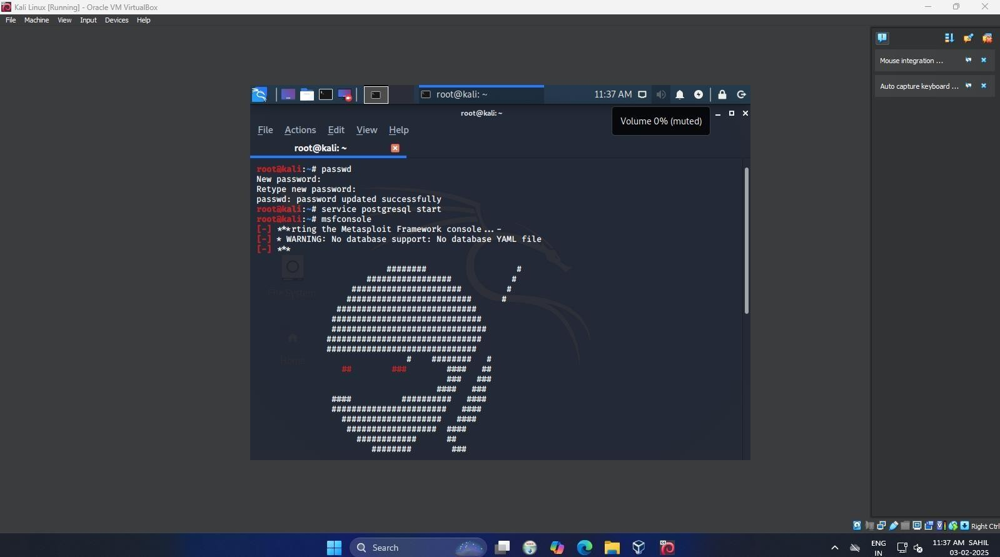 Kali Linux [Running] - Oracle VM VirtualBox
File Machine View Input Devices Help
Mouse integration ...
Auto capture keyboard ...
root@kali: ~
11:37 AM
root@kali: ~
Volume 0% (muted)
File Actions Edit View Help
root@kali: ~
root@kali:~# passwd
New password:
Retype new password:
passwd: password updated successfully
root@kali:~# service postgresql start
root@kali:~# msfconsole
[-] ***rting the Metasploit Framework console...-
[-] * WARNING: No database support: No database YAML file
[-] ***
File System
Home
Right Ctrl
Search
ENG
IN
11:37 AM SAHIL
03-02-2025